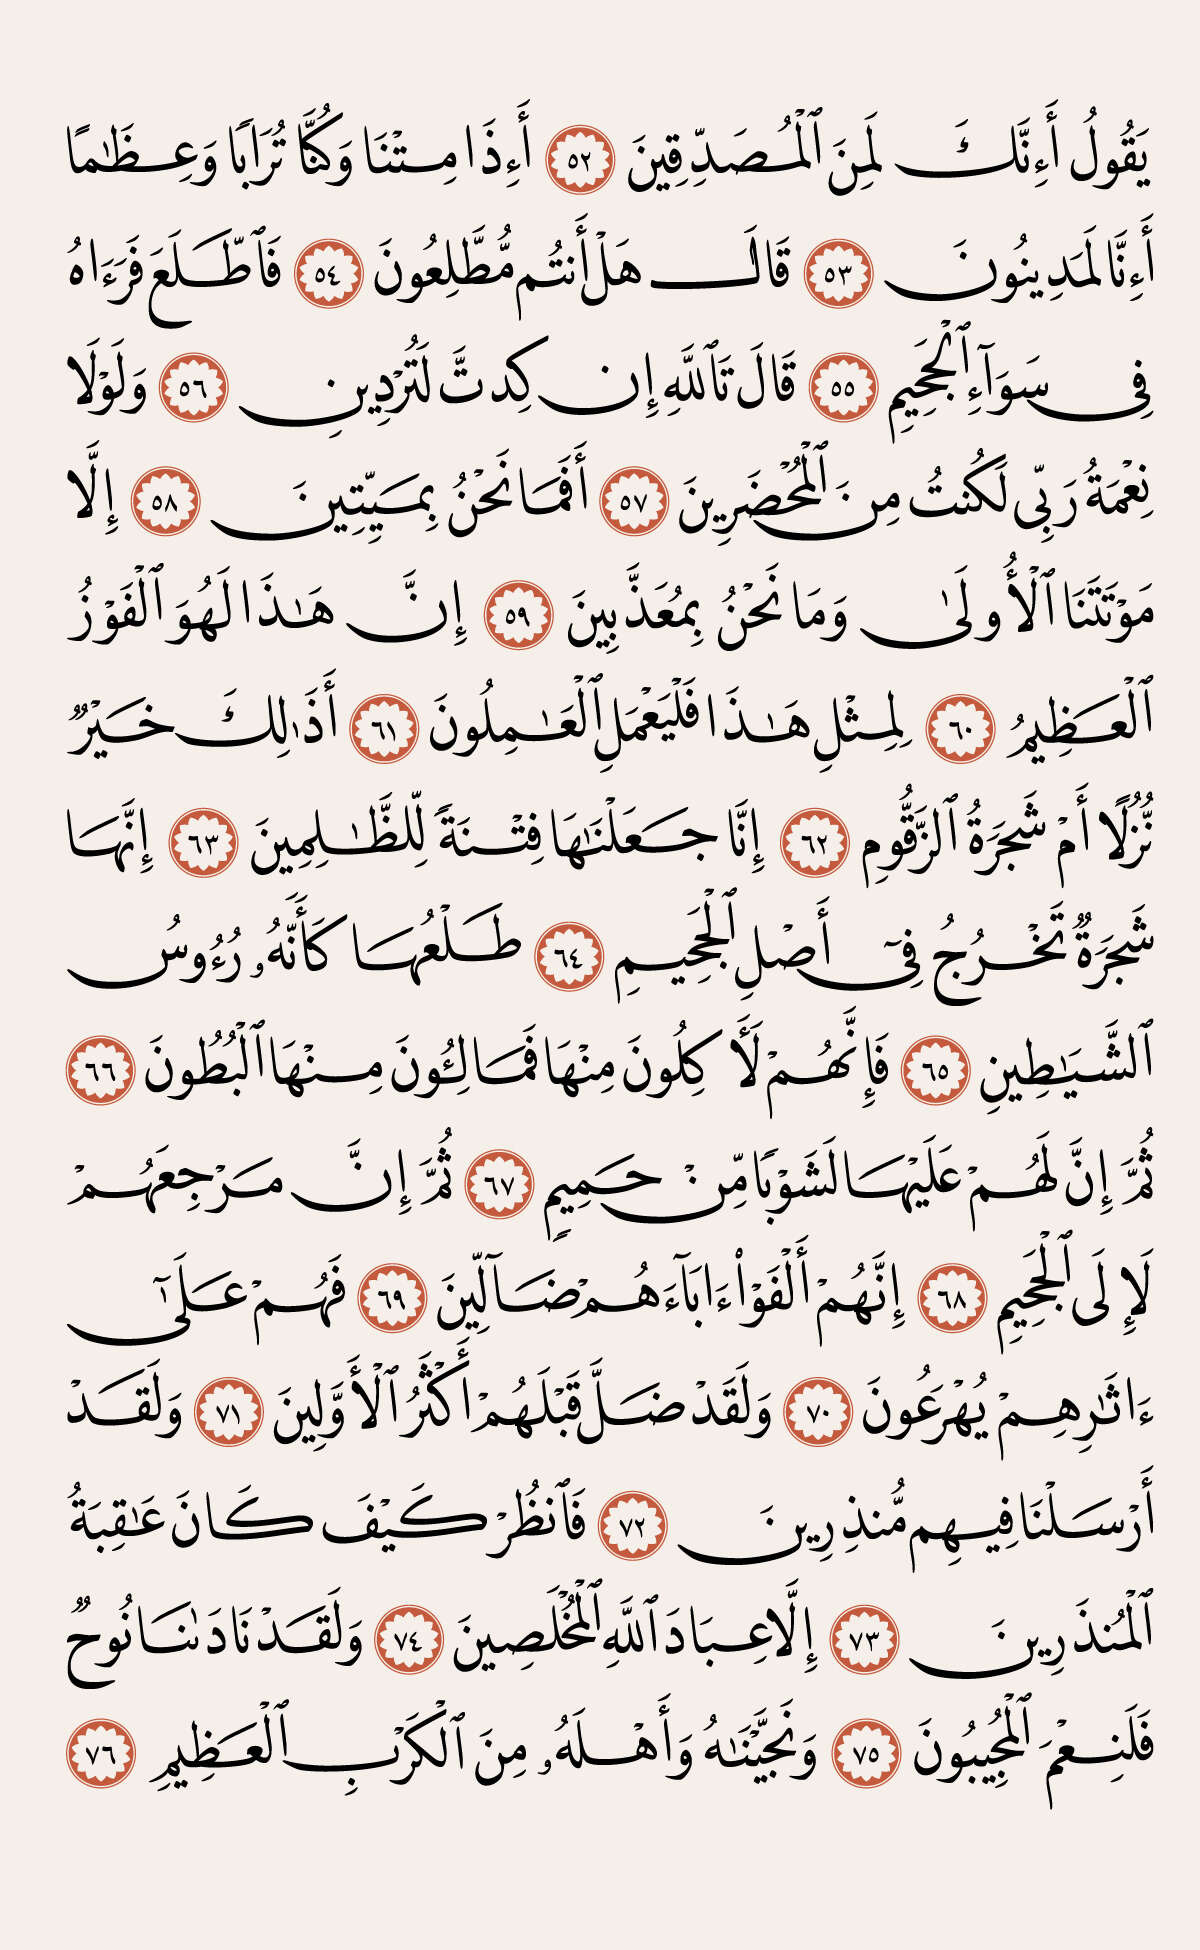 يَقُولُ أَءِنَّكَ لَمِنَ ٱلْمُصَدِّقِينَ ٥٢ أَءِذَا مِتْنَا وَكُنَّا تُرَابًا وَعِظَٰمًا
أَءِنَّا لَمَدِينُونَ ٥٣ قَالَ هَلْ أَنتُم مُّطَّلِعُونَ ٥٤ فَٱطَّلَعَ فَرَءَاهُ
فِى سَوَآءِ ٱلْجَحِيمِ ٥٥ قَالَ تَٱللَّهِ إِن كِدتَّ لَتُرْدِينِ ٥٦ وَلَوْلَا
نِعْمَةُ رَبِّى لَكُنتُ مِنَ ٱلْمُحْضَرِينَ ٥٧ أَفَمَا نَحْنُ بِمَيِّتِينَ ٥٨ إِلَّا
مَوْتَتَنَا ٱلْأُولَىٰ وَمَا نَحْنُ بِمُعَذَّبِينَ ٥٩ إِنَّ هَٰذَا لَهُوَ ٱلْفَوْزُ
ٱلْعَظِيمُ ٦٠ لِمِثْلِ هَٰذَا فَلْيَعْمَلِ ٱلْعَٰمِلُونَ ٦١ أَذَٰلِكَ خَيْرٌ
نُّزُلًا أَمْ شَجَرَةُ ٱلزَّقُّومِ ٦٢ إِنَّا جَعَلْنَٰهَا فِتْنَةً لِّلظَّٰلِمِينَ ٦٣ إِنَّهَا
شَجَرَةٌ تَخْرُجُ فِىٓ أَصْلِ ٱلْجَحِيمِ ٦٤ طَلْعُهَا كَأَنَّهُۥ رُءُوسُ
ٱلشَّيَٰطِينِ ٦٥ فَإِنَّهُمْ لَـَٔاكِلُونَ مِنْهَا فَمَالِـُٔونَ مِنْهَا ٱلْبُطُونَ ٦٦
ثُمَّ إِنَّ لَهُمْ عَلَيْهَا لَشَوْبًا مِّنْ حَمِيمٍ ٦٧ ثُمَّ إِنَّ مَرْجِعَهُمْ
لَإِلَى ٱلْجَحِيمِ ٦٨ إِنَّهُمْ أَلْفَوْا۟ ءَابَآءَهُمْ ضَآلِّينَ ٦٩ فَهُمْ عَلَىٰٓ
ءَاثَٰرِهِمْ يُهْرَعُونَ ٧٠ وَلَقَدْ ضَلَّ قَبْلَهُمْ أَكْثَرُ ٱلْأَوَّلِينَ ٧١ وَلَقَدْ
أَرْسَلْنَا فِيهِم مُّنذِرِينَ ٧٢ فَٱنظُرْ كَيْفَ كَانَ عَٰقِبَةُ
ٱلْمُنذَرِينَ ٧٣ إِلَّا عِبَادَ ٱللَّهِ ٱلْمُخْلَصِينَ ٧٤ وَلَقَدْ نَادَىٰنَا نُوحٌ
فَلَنِعْمَ ٱلْمُجِيبُونَ ٧٥ وَنَجَّيْنَٰهُ وَأَهْلَهُۥ مِنَ ٱلْكَرْبِ ٱلْعَظِيمِ ٧٦